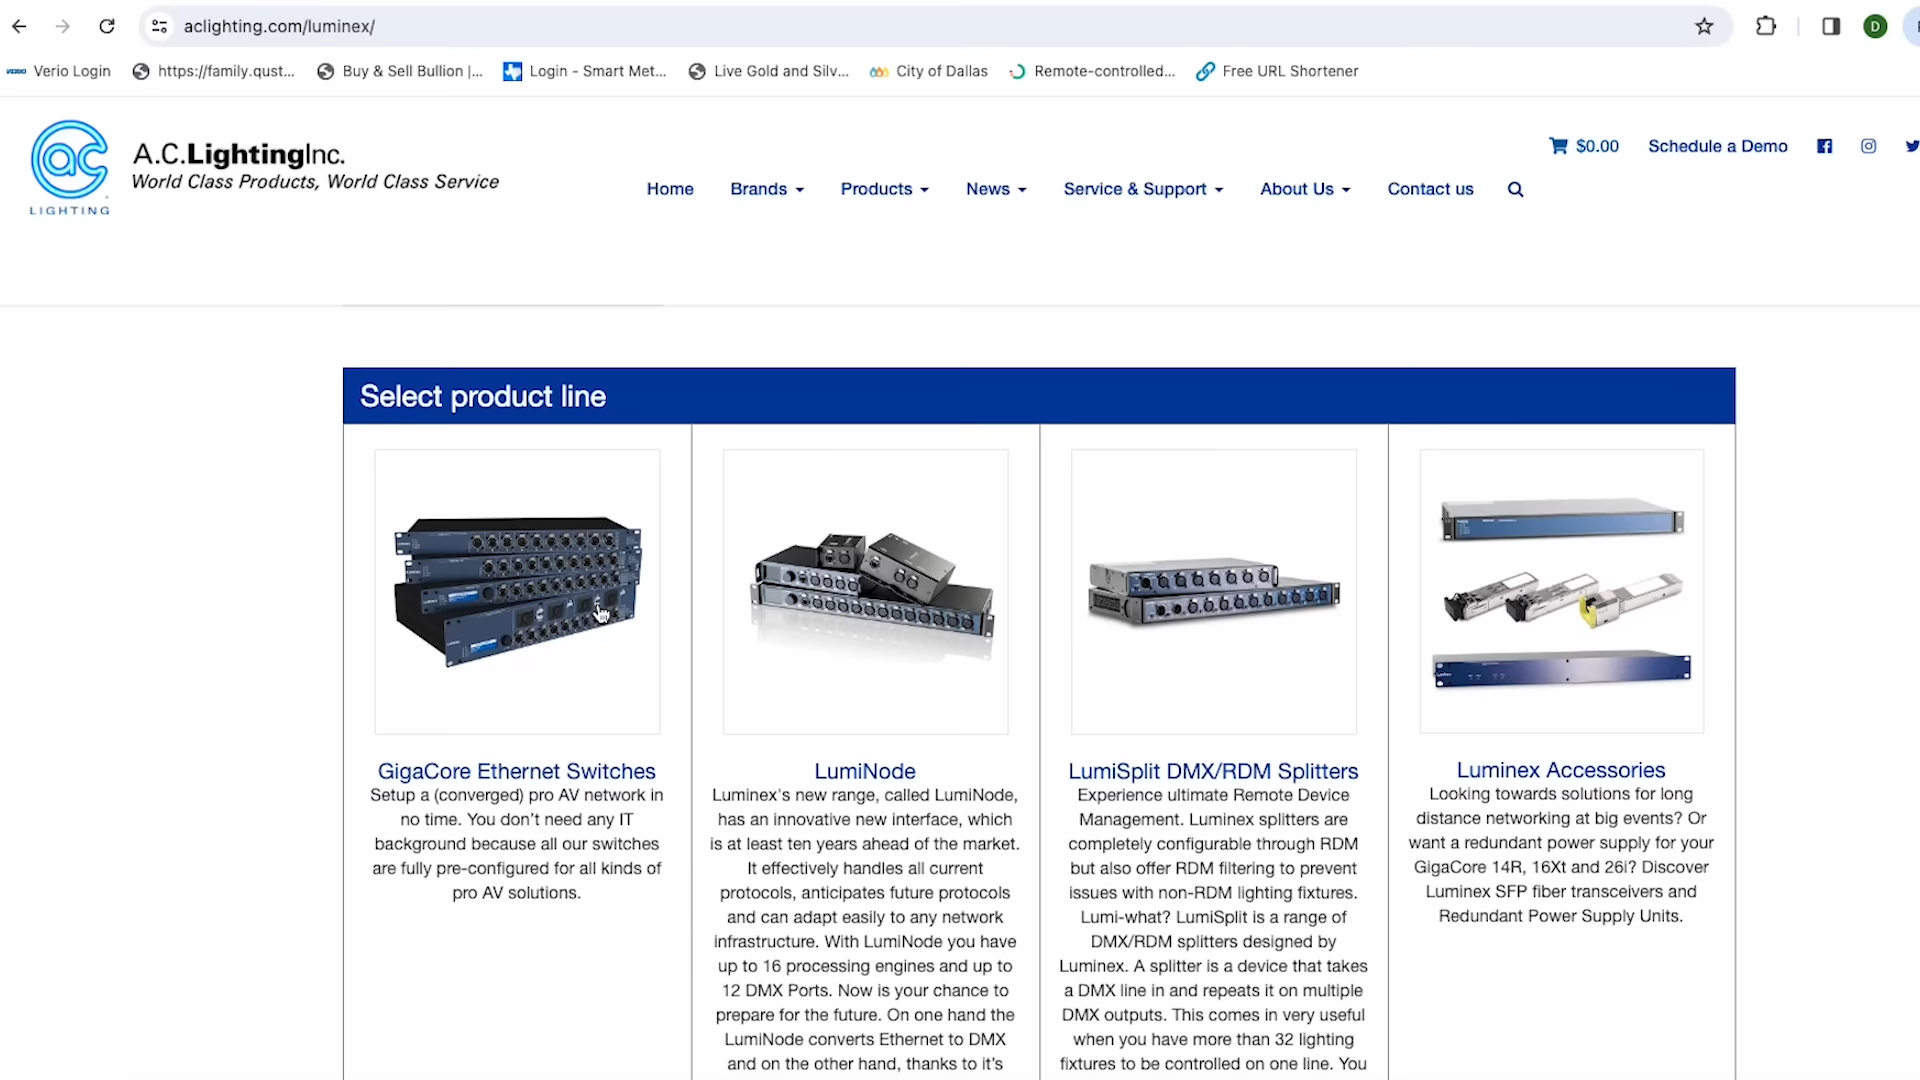 aclighting.com/luminex/
D
VERIO Verio Login
https://family.qust...
Buy & Sell Bullion |...
Login - Smart Met...
Live Gold and Silv...
City of Dallas
Remote-controlled...
Free URL Shortener
ac
LIGHTING
A.C.LightingInc.
World Class Products, World Class Service
$0.00
Schedule a Demo
Home
Brands
Products
News
Service & Support
About Us
Contact us
Select product line
GigaCore Ethernet Switches
Setup a (converged) pro AV network in
no time. You don't need any IT
background because all our switches
are fully pre-configured for all kinds of
pro AV solutions.
LumiNode
Luminex's new range, called LumiNode,
has an innovative new interface, which
is at least ten years ahead of the market.
It effectively handles all current
protocols, anticipates future protocols
and can adapt easily to any network
infrastructure. With LumiNode you have
up to 16 processing engines and up to
12 DMX Ports. Now is your chance to
prepare for the future. On one hand the
LumiNode converts Ethernet to DMX
and on the other hand, thanks to it's
LumiSplit DMX/RDM Splitters
Experience ultimate Remote Device
Management. Luminex splitters are
completely configurable through RDM
but also offer RDM filtering to prevent
issues with non-RDM lighting fixtures.
Lumi-what? LumiSplit is a range of
DMX/RDM splitters designed by
Luminex. A splitter is a device that takes
a DMX line in and repeats it on multiple
DMX outputs. This comes in very useful
when you have more than 32 lighting
fixtures to be controlled on one line. You
Luminex Accessories
Looking towards solutions for long
distance networking at big events? Or
want a redundant power supply for your
GigaCore 14R, 16Xt and 26i? Discover
Luminex SFP fiber transceivers and
Redundant Power Supply Units.